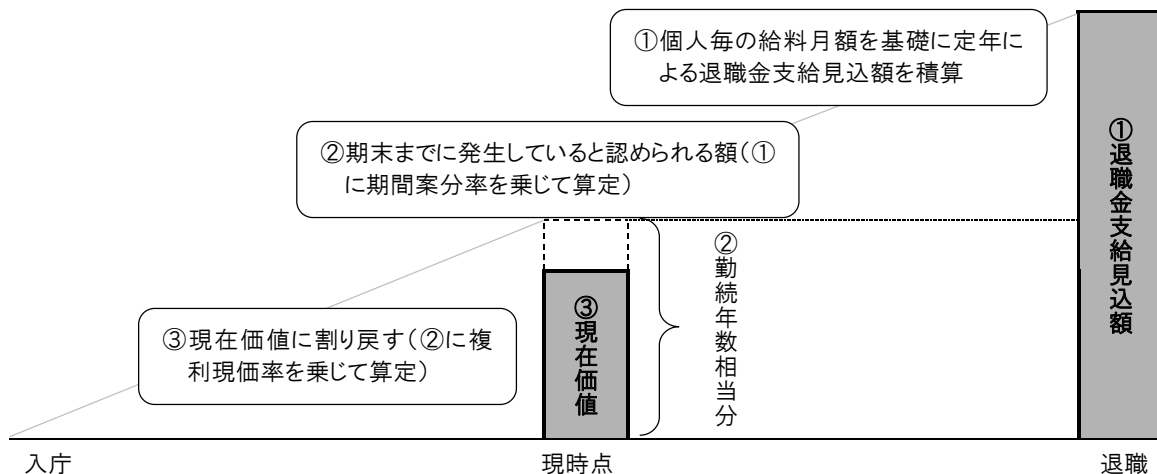 ①個人毎の給料月額を基礎に定年に
よる退職金支給見込額を積算
②期末までに発生していると認められる額(①
に期間案分率を乗じて算定)
③現在価値に割り戻す(②に複
利現価率を乗じて算定)
③現在価値
②勤続年数相当分
①退職金支給見込額
入庁
現時点
退職